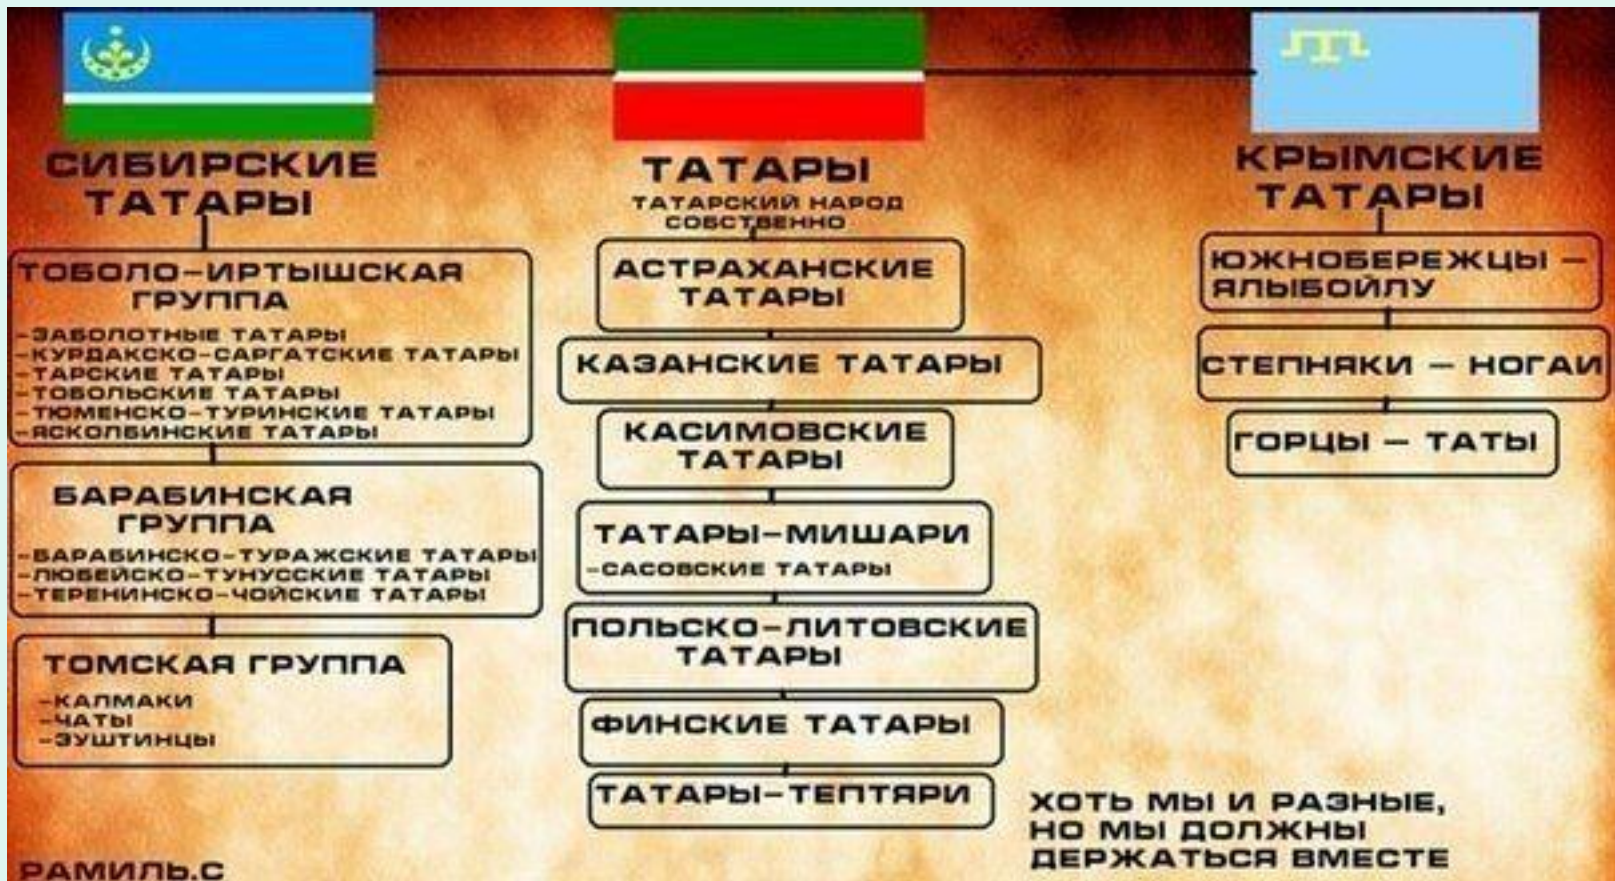 СИБИРСКИЕ
ТАТАРЫ
ТОБОЛО-ИРТЫШСКАЯ
ГРУППА
-ЗАБОЛОТНЫЕ ТАТАРЫ
-КУРДАКСКО-САРГАТСКИЕ ТАТАРЫ
-ТАРСКИЕ ТАТАРЫ
-ТОБОЛЬСКИЕ ТАТАРЫ
-ТЮМЕНСКО-ТУРИНСКИЕ ТАТАРЫ
-ЯСКОЛБИНСКИЕ ТАТАРЫ
БАРАБИНСКАЯ
ГРУППА
-БАРАБИНСКО-ТУРАЖСКИЕ ТАТАРЫ
-ЛЮБЕЙСКО-ТУНУССКИЕ ТАТАРЫ
-ТЕРЕНИНСКО-ЧОЙСКИЕ ТАТАРЫ
ТОМСКАЯ ГРУППА
-КАЛМАКИ
-ЧАТЫ
-ЭУШТИНЦЫ
РАМИЛЬ.С
ТАТАРЫ
ТАТАРСКИЙ НАРОД
СОБСТВЕННО
АСТРАХАНСКИЕ
ТАТАРЫ
КАЗАНСКИЕ ТАТАРЫ
КАСИМОВСКИЕ
ТАТАРЫ
ТАТАРЫ-МИШАРИ
-САСОВСКИЕ ТАТАРЫ
ПОЛЬСКО-ЛИТОВСКИЕ
ТАТАРЫ
ФИНСКИЕ ТАТАРЫ
ТАТАРЫ-ТЕПТЯРИ
КРЫМСКИЕ
ТАТАРЫ
ЮЖНОБЕРЕЖЦЫ -
ЯЛЫБОЙЛУ
СТЕПНЯКИ - НОГАИ
ГОРЦЫ - ТАТЫ
ХОТЬ МЫ И РАЗНЫЕ,
НО МЫ ДОЛЖНЫ
ДЕРЖАТЬСЯ ВМЕСТЕ